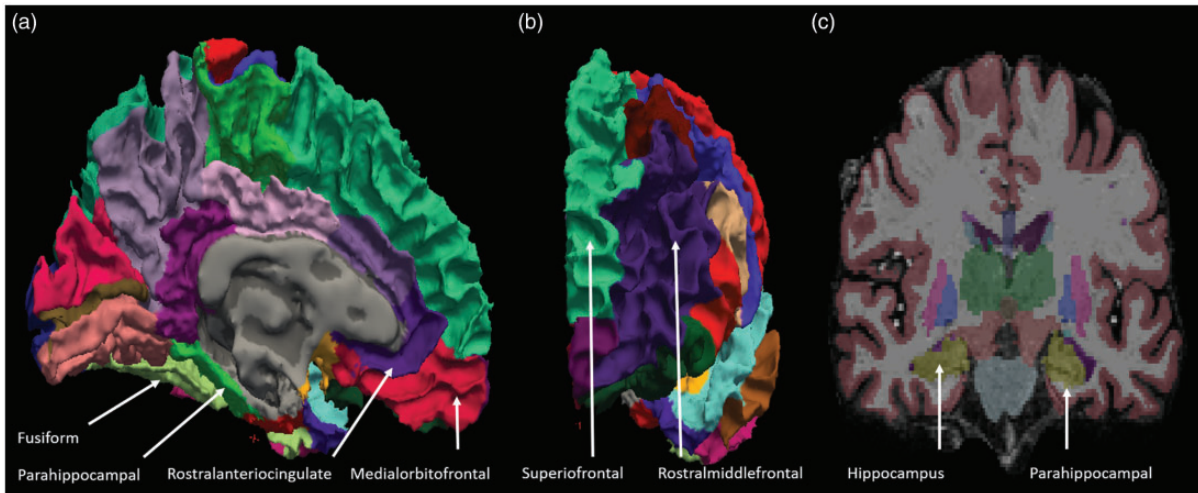 (a)
(b)
(c)
Fusiform
Parahippocampal
Rostralanteriocingulate
Medialorbitofrontal
Superiofrontal
Rostralmiddlefrontal
Hippocampus
Parahippocampal